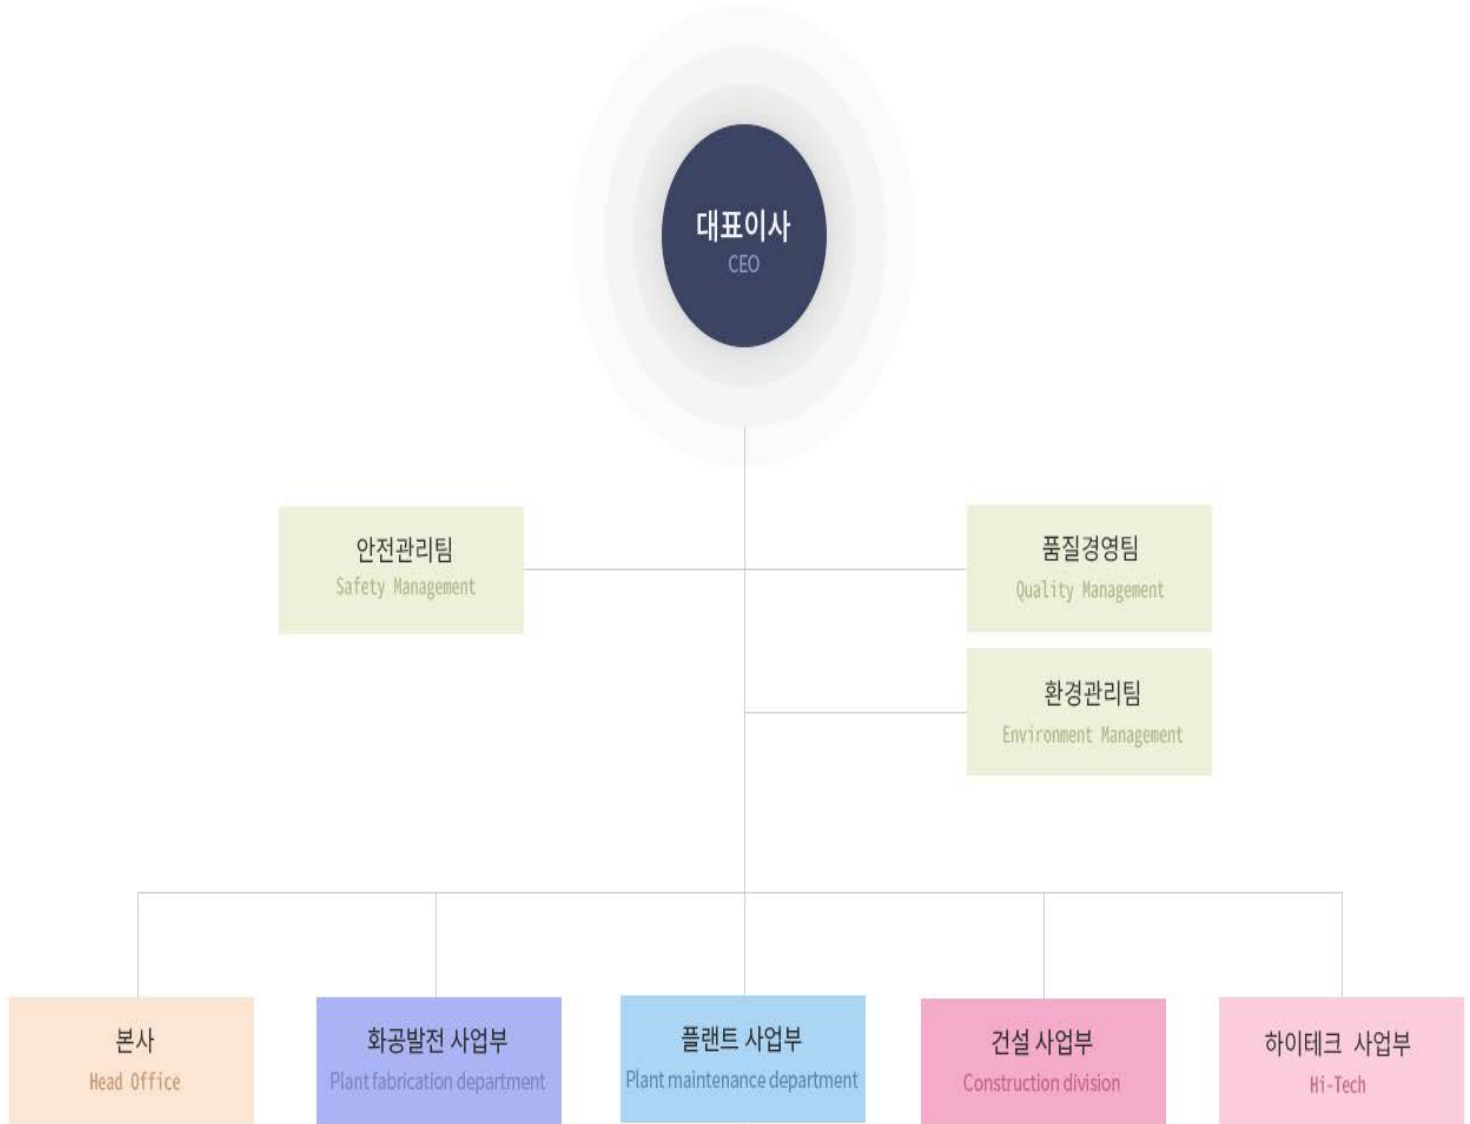 대표이사
CEO
안전관리팀
Safety Management
품질경영팀
Quality Management
환경관리팀
Environment Management
본사
Head Office
화공발전 사업부
Plant fabrication department
플랜트 사업부
Plant maintenance department
건설 사업부
Construction division
하이테크 사업부
Hi-Tech